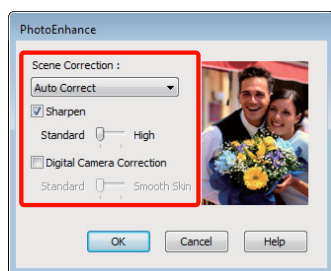 PhotoEnhance
Scene Correction :
Auto Correct
Sharpen
Standard High
Digital Camera Correction
Standard Smooth Skin
OK Cancel Help